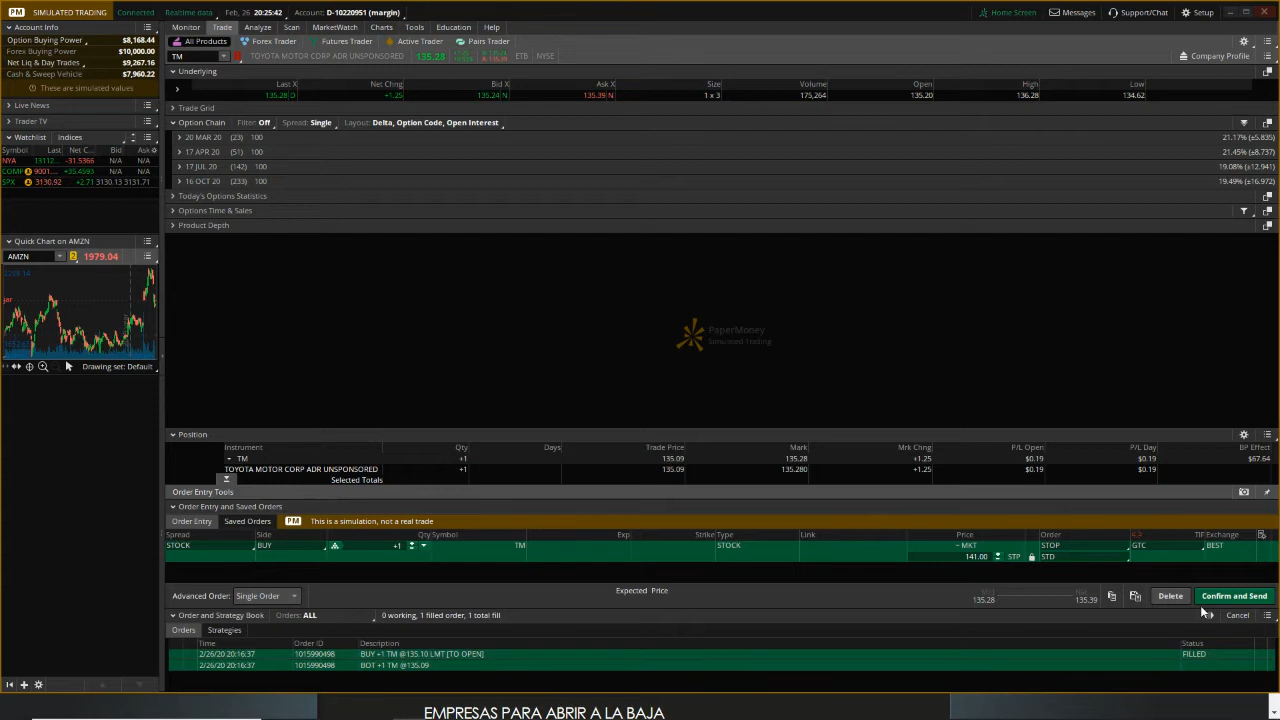 PM SIMULATED TRADING Connected Realtime data Feb, 26 20:25:42 Account: D-10220951 (margin) Home Screen Messages Support/Chat Setup
Account Info Monitor Trade Analyze Scan MarketWatch Charts Tools Education Help
Option Buying Power $8,168.44
Forex Buying Power $10,000.00
Net Liq & Day Trades $9,267.16
Cash & Sweep Vehicle $7,960.22
These are simulated values
Live News
Trader TV
Watchlist Indices
Symbol Last Net C... Bid Ask
NYA 13112... -31.5366 N/A N/A
COMP 9001.... +35.4593 N/A N/A
SPX 3130.92 +2.71 3130.13 3131.71
Quick Chart on AMZN
AMZN 2 1979.04
jar
Drawing set: Default
All Products Forex Trader Futures Trader Active Trader Pairs Trader
TM TOYOTA MOTOR CORP ADR UNSPONSORED 135.28 ETB NYSE Company Profile
Underlying
Last X Net Chng Bid X Ask X Size Volume Open High Low
135.28 D +1.25 135.24 N 135.39 N 1 x 3 175,264 135.20 136.28 134.62
Trade Grid
Option Chain Filter: Off Spread: Single Layout: Delta, Option Code, Open Interest
20 MAR 20 (23) 100 21.17% (±5.835)
17 APR 20 (51) 100 21.45% (±8.737)
17 JUL 20 (142) 100 19.08% (±12.941)
16 OCT 20 (233) 100 19.49% (±16.972)
Today's Options Statistics
Options Time & Sales
Product Depth
PaperMoney
Simulated Trading
Position
Instrument Qty Days Trade Price Mark Mrk Chng P/L Open P/L Day BP Effect
TM +1 135.09 135.28 +1.25 $0.19 $0.19 $67.64
TOYOTA MOTOR CORP ADR UNSPONSORED +1 135.09 135.280 +1.25 $0.19 $0.19
Selected Totals
Order Entry Tools
Order Entry and Saved Orders
Order Entry Saved Orders PM This is a simulation, not a real trade
Spread Side Qty Symbol Exp Strike Type Link Price Order TIF Exchange
STOCK BUY +1 TM STOCK ~MKT STOP GTC BEST
141.00 STP STD
Advanced Order: Single Order Expected Price 135.28 135.39 Delete Confirm and Send
Order and Strategy Book Orders: ALL 0 working, 1 filled order, 1 total fill Cancel
Orders Strategies
Time Order ID Description Status
2/26/20 20:16:37 1015990498 BUY +1 TM @135.10 LMT [TO OPEN] FILLED
2/26/20 20:16:37 1015990498 BOT +1 TM @135.09
EMPRESAS PARA ABRIR A LA BAJA